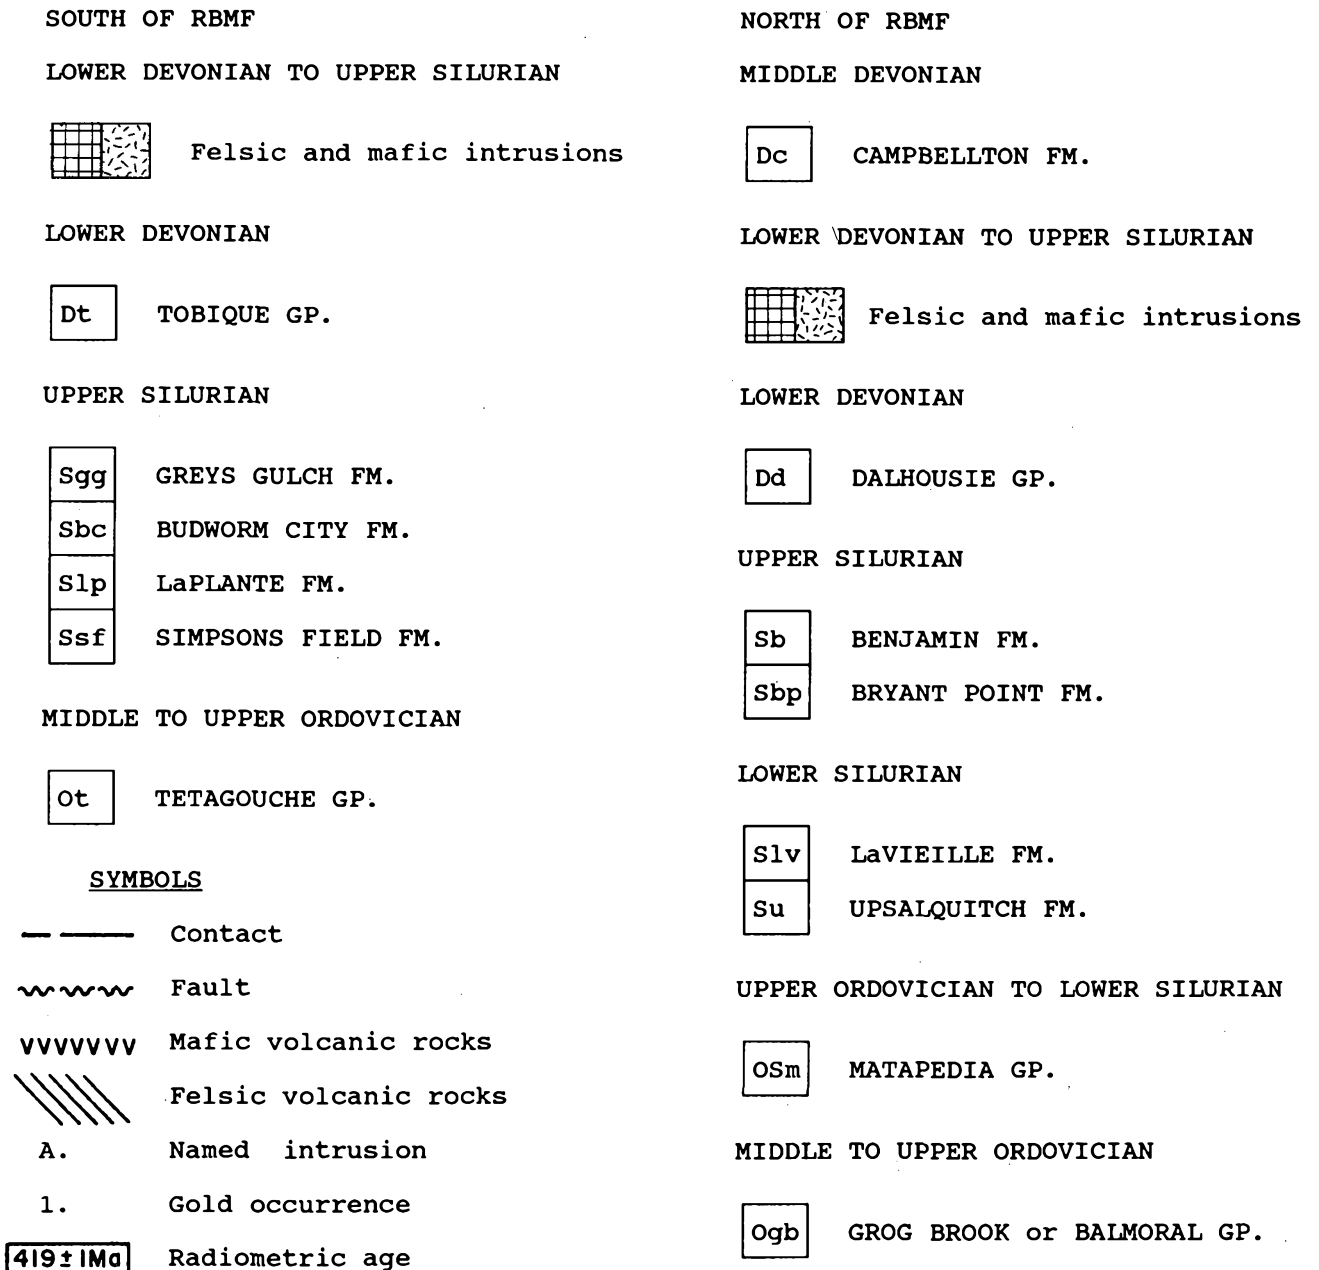 SOUTH OF RBMF
LOWER DEVONIAN TO UPPER SILURIAN
Felsic and mafic intrusions
LOWER DEVONIAN
Dt TOBIQUE GP.
UPPER SILURIAN
Sgg GREYS GULCH FM.
Sbc BUDWORM CITY FM.
Slp LaPLANTE FM.
Ssf SIMPSONS FIELD FM.
MIDDLE TO UPPER ORDOVICIAN
Ot TETAGOUCHE GP.
SYMBOLS
Contact
Fault
VVVVVVV Mafic volcanic rocks
Felsic volcanic rocks
A. Named intrusion
1. Gold occurrence
419±1Ma Radiometric age
NORTH OF RBMF
MIDDLE DEVONIAN
Dc CAMPBELLTON FM.
LOWER DEVONIAN TO UPPER SILURIAN
Felsic and mafic intrusions
LOWER DEVONIAN
Dd DALHOUSIE GP.
UPPER SILURIAN
Sb BENJAMIN FM.
Sbp BRYANT POINT FM.
LOWER SILURIAN
Slv LaVIEILLE FM.
Su UPSALQUITCH FM.
UPPER ORDOVICIAN TO LOWER SILURIAN
OSm MATAPEDIA GP.
MIDDLE TO UPPER ORDOVICIAN
Ogb GROG BROOK or BALMORAL GP.